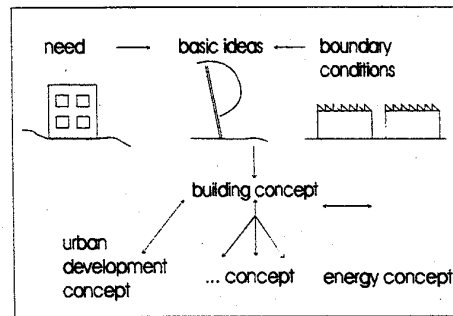 need
basic ideas
boundary
conditions
building concept
urban
development
concept
... concept
energy concept